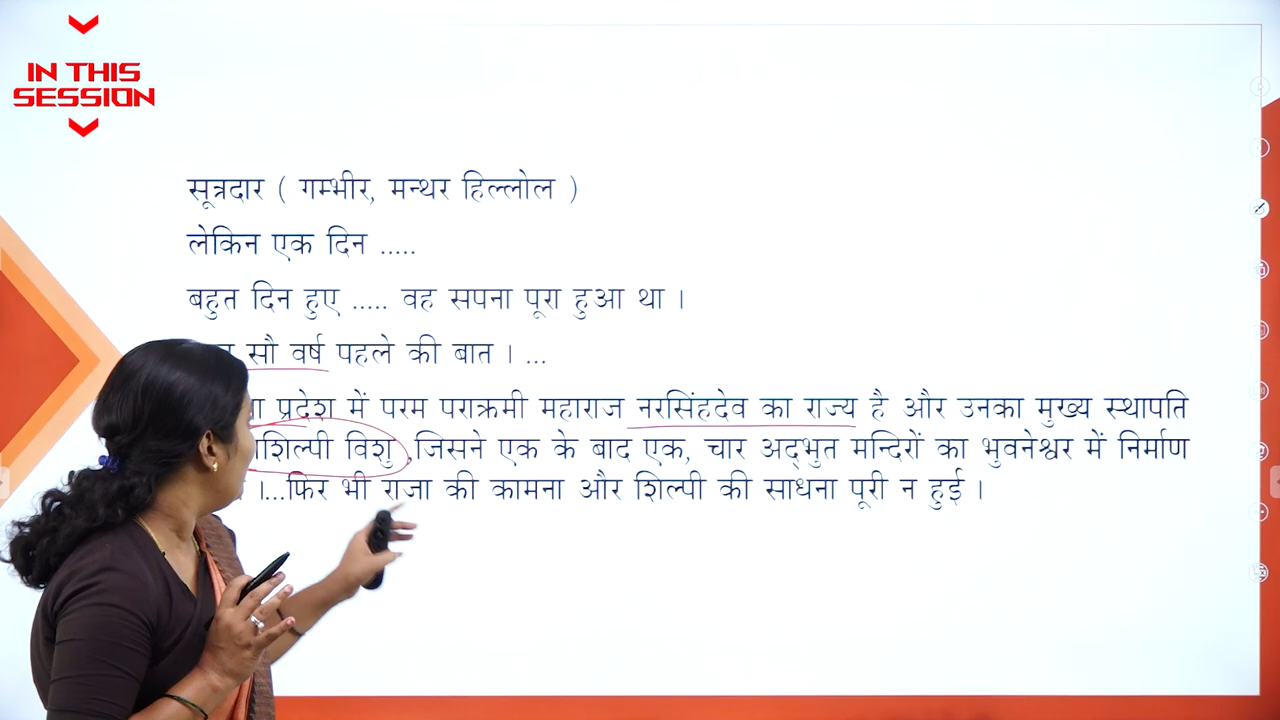 IN THIS
SESSION
सूत्रदार ( गम्भीर, मन्थर हिल्लोल )
लेकिन एक दिन .....
बहुत दिन हुए ..... वह सपना पूरा हुआ था ।
सौ वर्ष पहले की बात । ...
प्रदेश में परम पराक्रमी महाराज नरसिंहदेव का राज्य है और उनका मुख्य स्थापति
विशु जिसने एक के बाद एक, चार अद्भुत मन्दिरों का भुवनेश्वर में निर्माण
।...फिर भी राजा की कामना और शिल्पी की साधना पूरी न हुई ।